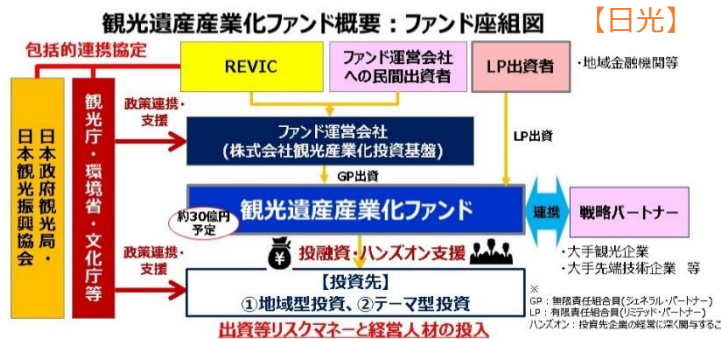 観光遺産産業化ファンド概要：ファンド座組図
【日光】
包括的連携協定
REVIC
ファンド運営会社
への民間出資者
LP出資者
・地域金融機関等
日本政府観光局・
日本観光振興協会
観光庁・環境省・文化庁等
政策連携・
支援
ファンド運営会社
(株式会社観光産業化投資基盤)
LP出資
GP出資
約30億円
予定
観光遺産産業化ファンド
連携
戦略パートナー
・大手観光企業
・大手先端技術企業 等
政策連携・
支援
¥
投融資・ハンズオン支援
【投資先】
①地域型投資、②テーマ型投資
出資等リスクマネーと経営人材の投入
※
GP：無限責任組合員(ジェネラル・パートナー)
LP：有限責任組合員(リミテッド・パートナー)
ハンズオン：投資先企業の経営に深く関与するこ